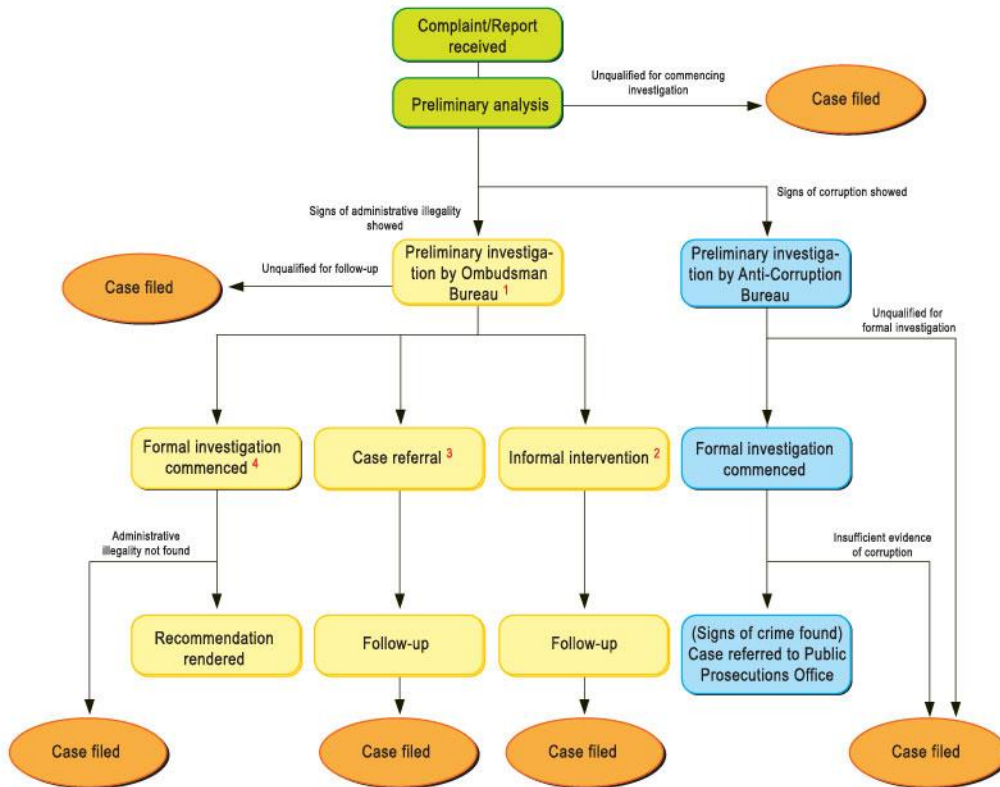 Complaint/Report
received
Preliminary analysis
Unqualified for commencing
investigation
Case filed
Signs of administrative illegality
showed
Signs of corruption showed
Preliminary investiga-
tion by Ombudsman
Bureau 1
Unqualified for follow-up
Case filed
Preliminary investiga-
tion by Anti-Corruption
Bureau
Unqualified for
formal investigation
Formal investigation
commenced 4
Case referral 3
Informal intervention 2
Formal investigation
commenced
Administrative
illegality not found
Insufficient evidence
of corruption
Recommendation
rendered
Follow-up
Follow-up
(Signs of crime found)
Case referred to Public
Prosecutions Office
Case filed
Case filed
Case filed
Case filed